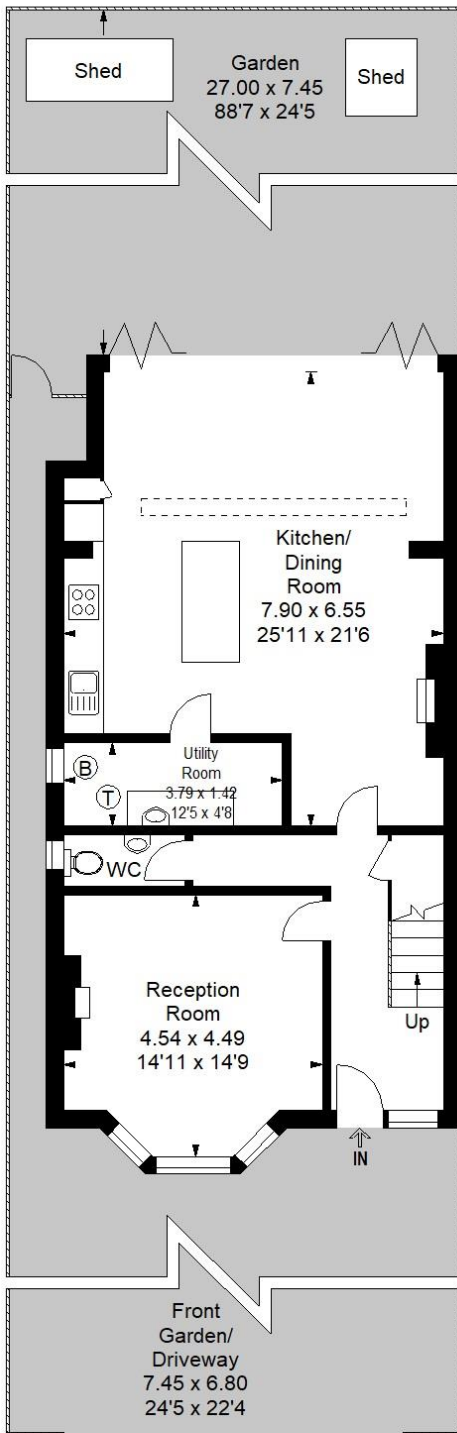 Shed
Garden
27.00 x 7.45
88'7 x 24'5
Shed
Kitchen/
Dining
Room
7.90 x 6.55
25'11 x 21'6
Utility
Room
3.79 x 1.42
12'5 x 4'8
B
T
WC
Reception
Room
4.54 x 4.49
14'11 x 14'9
Up
IN
Front
Garden/
Driveway
7.45 x 6.80
24'5 x 22'4